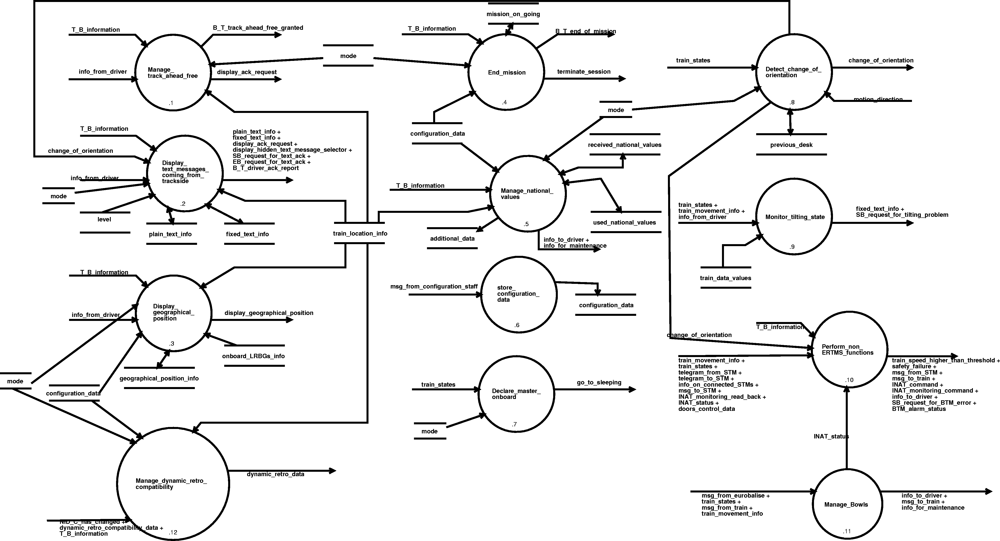 mission_on_going
T_B_information
B_T_track_ahead_free_granted
info_from_driver
Manage_
track_ahead_free
display_ack_request
.1
mode
T_B_information
B_T_end_of_mission
End_mission
terminate_session
.4
train_states
Detect_change_of_
orientation
change_of_orientation
motion_direction
.8
mode
previous_desk
configuration_data
received_national_values
T_B_information
change_of_orientation
info_from_driver
mode
level
Display_
text_messages_
coming_from_
trackside
.2
plain_text_info +
fixed_text_info +
display_ack_request +
display_hidden_text_message_selector +
SB_request_for_text_ack +
EB_request_for_text_ack +
B_T_driver_ack_report
plain_text_info
fixed_text_info
train_location_info
T_B_information
Manage_national_
values
.5
additional_data
used_national_values
info_to_driver +
info_for_maintenance
train_states +
train_movement_info +
info_from_driver
Monitor_tilting_state
.9
fixed_text_info +
SB_request_for_tilting_problem
train_data_values
T_B_information
info_from_driver
Display_
geographical_
position
.3
display_geographical_position
onboard_LRBGs_info
geographical_position_info
mode
configuration_data
msg_from_configuration_staff
store_
configuration_
data
.6
configuration_data
train_states
Declare_master_
onboard
.7
go_to_sleeping
mode
T_B_information
change_of_orientation
Perform_non_
ERTMS_functions
.10
train_movement_info +
train_states +
telegram_from_STM +
telegram_to_STM +
info_on_connected_STMs +
msg_to_STM +
INAT_monitoring_read_back +
INAT_status +
doors_control_data
train_speed_higher_than_threshold +
safety_failure +
msg_from_STM +
msg_to_train +
INAT_command +
INAT_monitoring_command +
info_to_driver +
SB_request_for_BTM_error +
BTM_alarm_status
INAT_status
Manage_dynamic_retro_
compatibility
.12
dynamic_retro_data
NID_C_has_changed +
dynamic_retro_compatibility_data +
T_B_information
msg_from_eurobalise +
train_states +
msg_from_train +
train_movement_info
Manage_Bowls
.11
info_to_driver +
msg_to_train +
info_for_maintenance